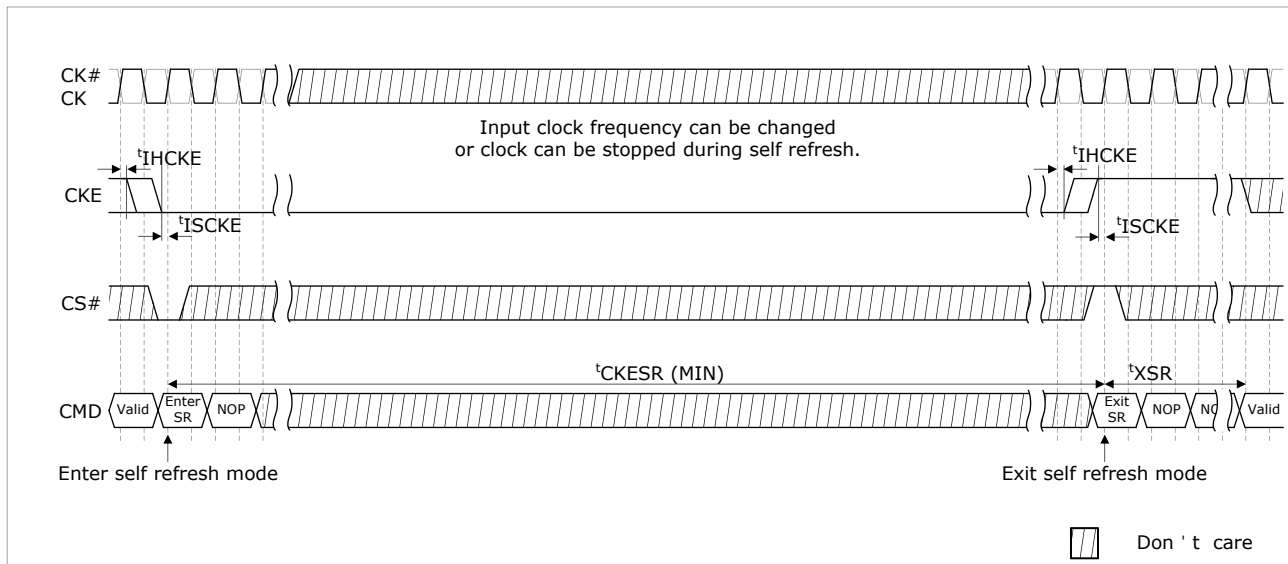 CK#
CK
Input clock frequency can be changed
or clock can be stopped during self refresh.
tIHCKE
tIHCKE
CKE
tISCKE
tISCKE
CS#
tCKESR (MIN)
tXSR
CMD
Valid
Enter
SR
NOP
Exit
SR
NOP
NO
Valid
Enter self refresh mode
Exit self refresh mode
Don ' t care